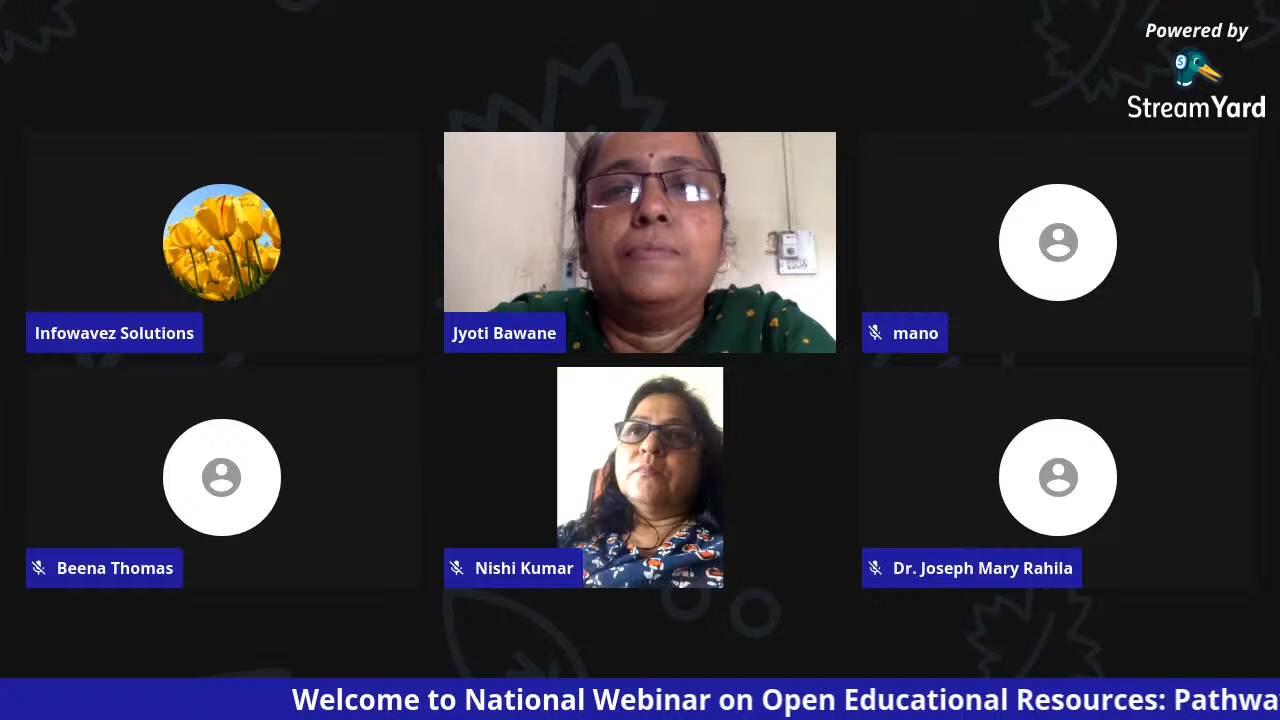 Powered by
StreamYard
Infowavez Solutions
Jyoti Bawane
mano
Beena Thomas
Nishi Kumar
Dr. Joseph Mary Rahila
Welcome to National Webinar on Open Educational Resources: Pathwa